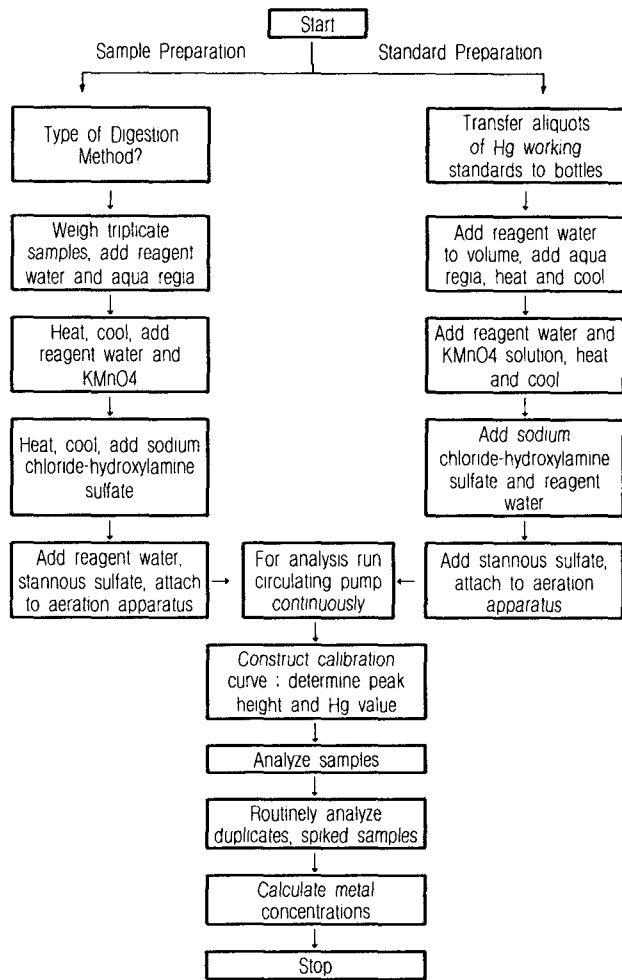 Start
Sample Preparation
Standard Preparation
Type of Digestion
Method?
Weigh triplicate
samples, add reagent
water and aqua regia
Heat, cool, add
reagent water and
KMnO4
Heat, cool, add sodium
chloride-hydroxylamine
sulfate
Add reagent water,
stannous sulfate, attach
to aeration apparatus
Transfer aliquots
of Hg working
standards to bottles
Add reagent water
to volume, add aqua
regia, heat and cool
Add reagent water and
KMnO4 solution, heat
and cool
Add sodium
chloride-hydroxylamine
sulfate and reagent
water
Add stannous sulfate,
attach to aeration
apparatus
For analysis run
circulating pump
continuously
Construct calibration
curve : determine peak
height and Hg value
Analyze samples
Routinely analyze
duplicates, spiked samples
Calculate metal
concentrations
Stop